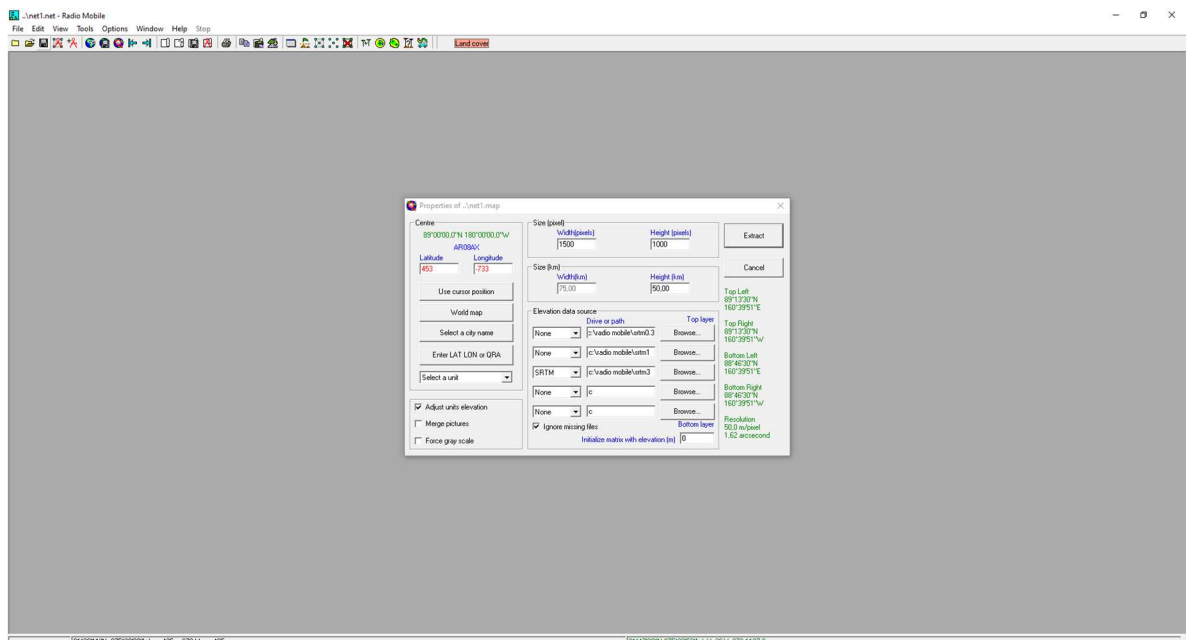 ..\net1.net - Radio Mobile
File Edit View Tools Options Window Help Stop
Land cover
Properties of ..\net1.map
Centre
89°00'00,0"N 180°00'00,0"W
AR08AX
Latitude Longitude
453 -733
Use cursor position
World map
Select a city name
Enter LAT LON or QRA
Select a unit
Adjust units elevation
Merge pictures
Force gray scale
Size (pixel)
Width(pixels) Height (pixels)
1500 1000
Size (km)
Width(km) Height (km)
75,00 50,00
Elevation data source
Drive or path Top layer
None :\radio mobile\srtm0.3 Browse...
None c:\radio mobile\srtm1 Browse...
SRTM c:\radio mobile\srtm3 Browse...
None c Browse...
None c Browse...
Ignore missing files Bottom layer
Initialize matrix with elevation (m) 0
Extract
Cancel
Top Left
89°13'30"N
160°39'51"E
Top Right
89°13'30"N
160°39'51"W
Bottom Left
88°46'30"N
160°39'51"E
Bottom Right
88°46'30"N
160°39'51"W
Resolution
50,0 m/pixel
1,62 arcsecond